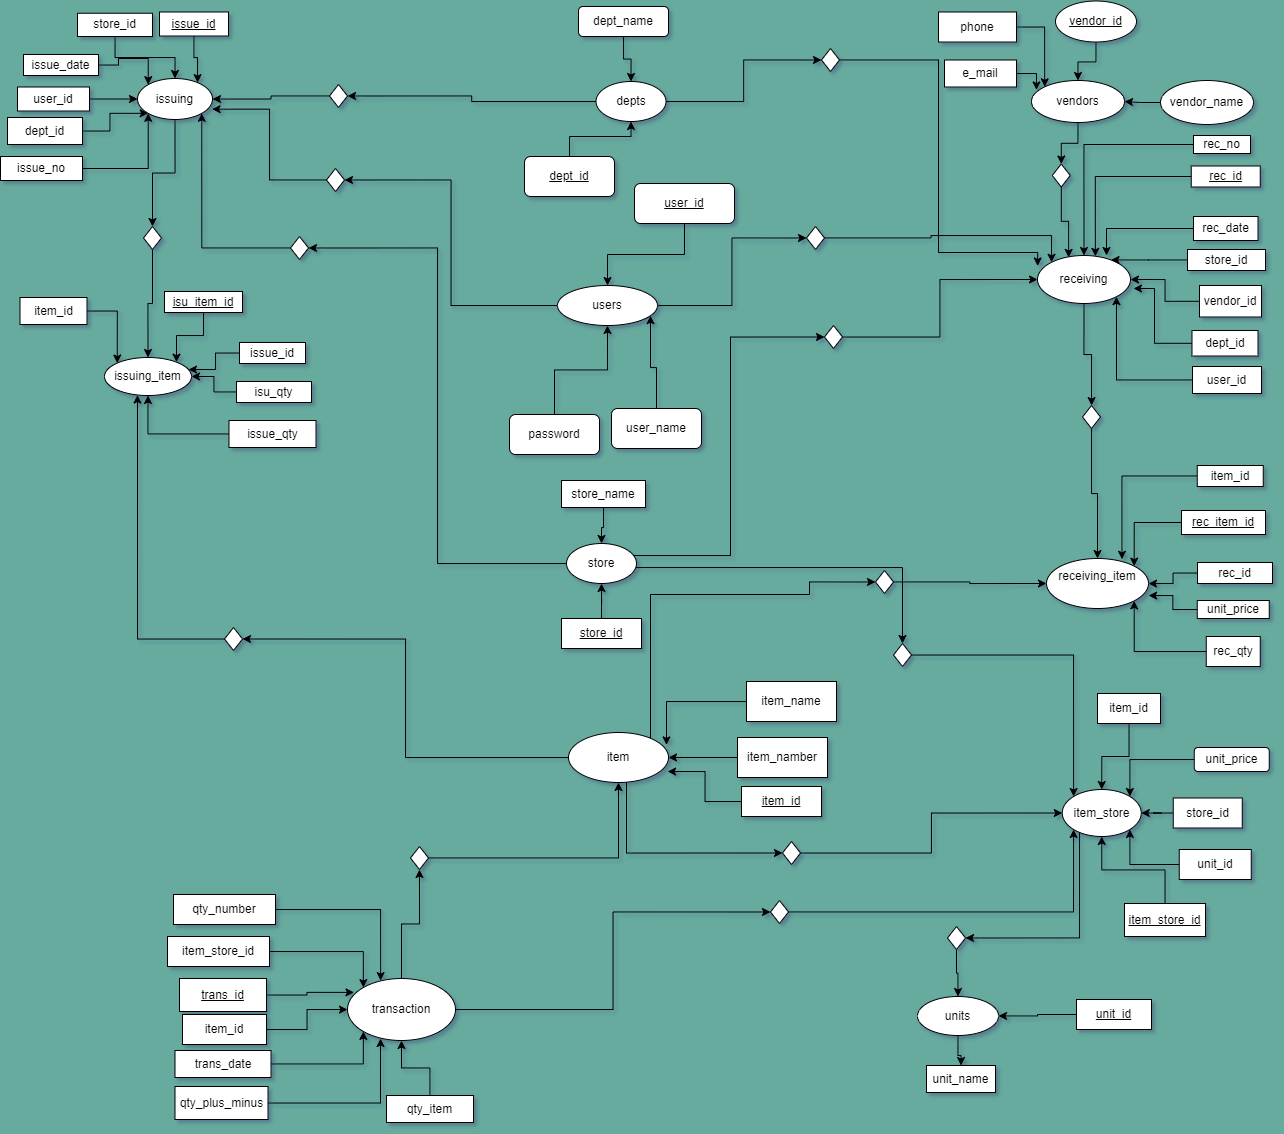 store_id
issue_id
issue_date
user_id
dept_id
issue_no
issuing
dept_name
depts
dept_id
phone
e_mail
vendor_id
vendors
vendor_name
rec_no
rec_id
rec_date
store_id
vendor_id
dept_id
user_id
receiving
user_id
users
password
user_name
item_id
isu_item_id
issue_id
isu_qty
issue_qty
issuing_item
store_name
store
store_id
item_id
rec_item_id
rec_id
unit_price
rec_qty
receiving_item
item_name
item_namber
item_id
item
item_id
unit_price
store_id
unit_id
item_store_id
item_store
qty_number
item_store_id
trans_id
item_id
trans_date
qty_plus_minus
qty_item
transaction
units
unit_id
unit_name